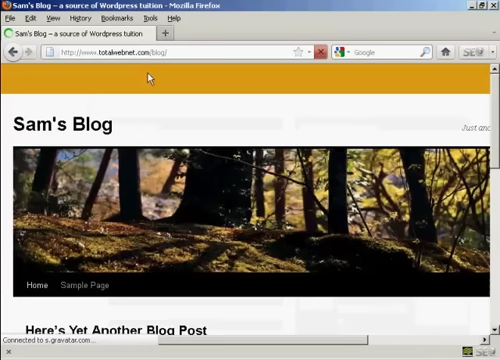 Sam's Blog – a source of Wordpress tuition - Mozilla Firefox
File Edit View History Bookmarks Tools Help
Sam's Blog – a source of Wordpress tuition
http://www.totalwebnet.com/blog/
Google
SEO
Sam's Blog
Just and
Home Sample Page
Here's Yet Another Blog Post
Connected to s.gravatar.com...
SEO